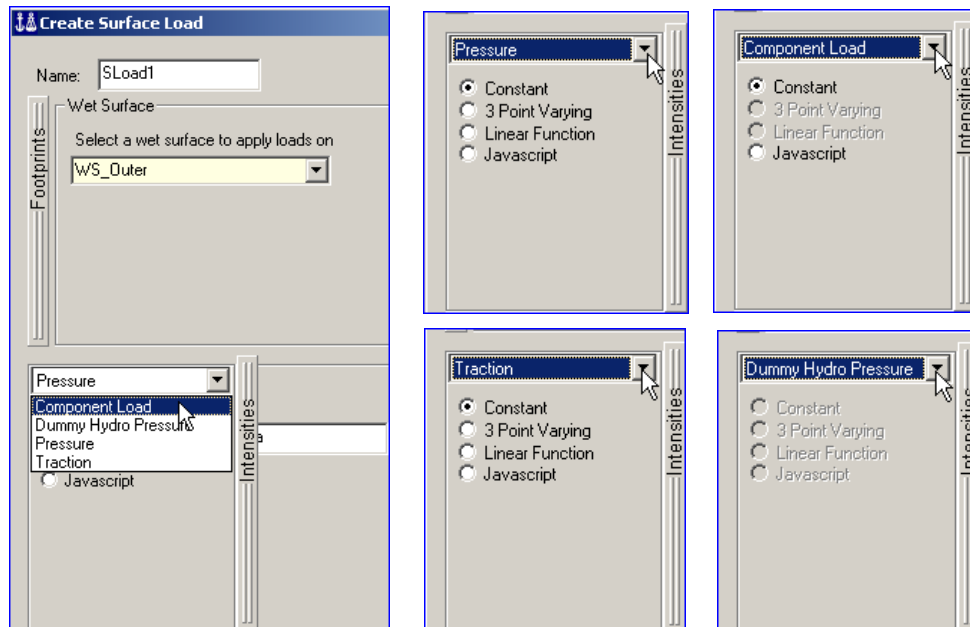 Create Surface Load
Name: SLoad1
Footprints
Wet Surface
Select a wet surface to apply loads on
WS_Outer
Pressure
Component Load
Dummy Hydro Pressure
Pressure
Traction
Javascript
a
Intensities
Pressure
Constant
3 Point Varying
Linear Function
Javascript
Intensities
Component Load
Constant
3 Point Varying
Linear Function
Javascript
Intensities
Traction
Constant
3 Point Varying
Linear Function
Javascript
Intensities
Dummy Hydro Pressure
Constant
3 Point Varying
Linear Function
Javascript
Intensities